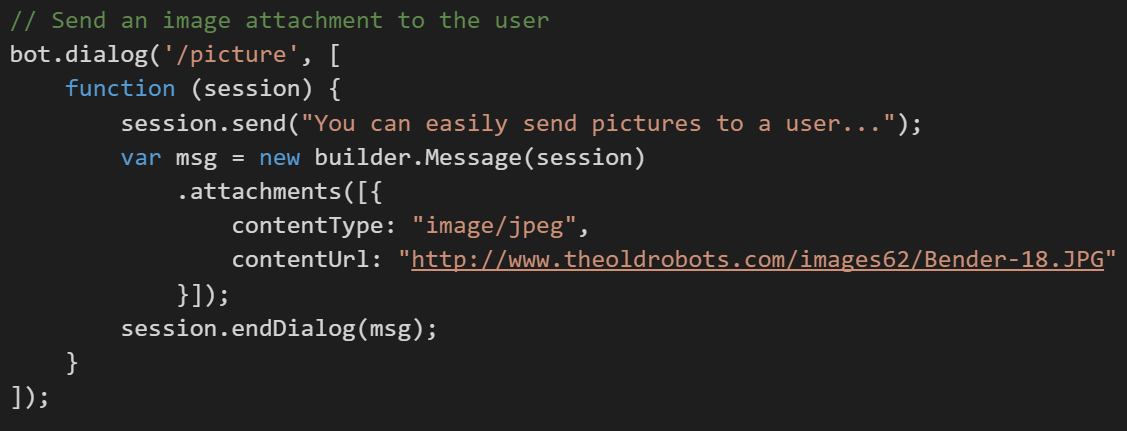 // Send an image attachment to the user
bot.dialog('/picture', [
    function (session) {
        session.send("You can easily send pictures to a user...");
        var msg = new builder.Message(session)
            .attachments([{
                contentType: "image/jpeg",
                contentUrl: "http://www.theoldrobots.com/images62/Bender-18.JPG"
            }]);
        session.endDialog(msg);
    }
]);